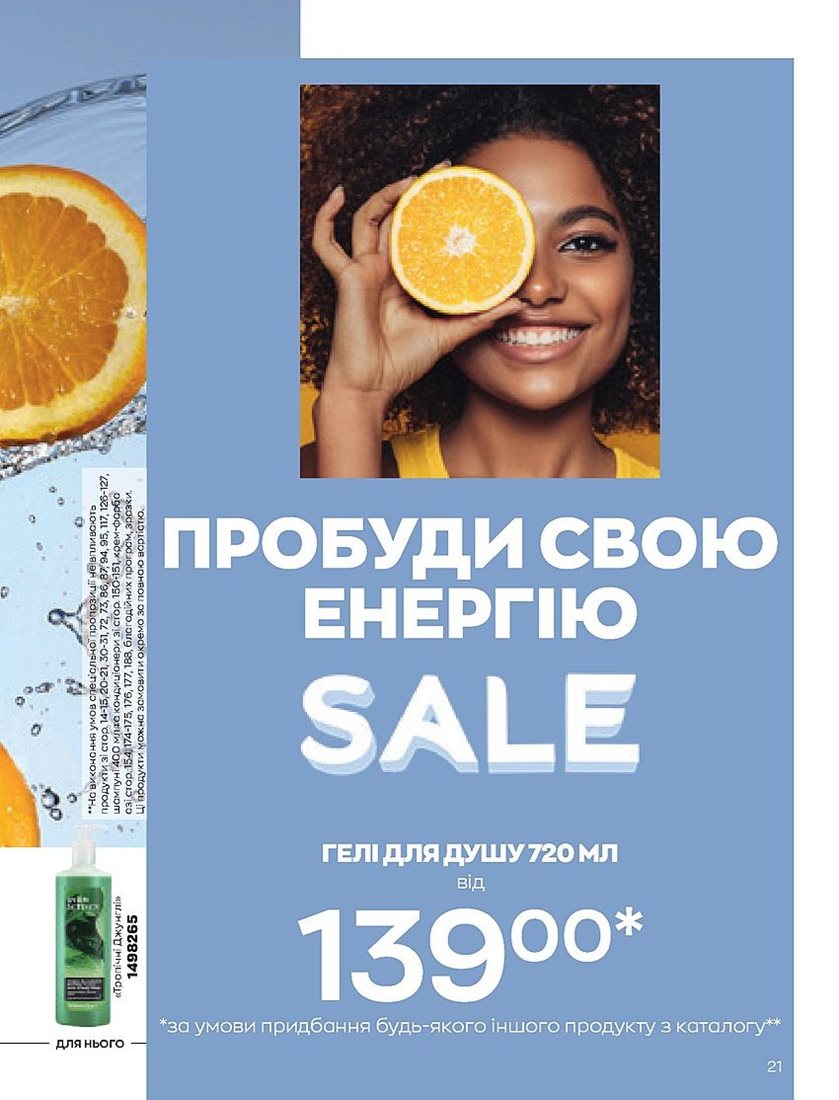 ПРОБУДИ СВОЮ
ЕНЕРГІЮ
SALE
ГЕЛІ ДЛЯ ДУШУ 720 МЛ
від
139⁰⁰*
*за умови придбання будь-якого іншого продукту з каталогу**
21
**На виконання умов спеціальної пропозиції не впливають
продукти зі стор. 14-15, 20-21, 30-31, 72, 73, 86, 87, 94, 95, 117, 126-127,
шампуні 400 мл та кондиціонери зі стор. 150-151, крем-фарба
зі стор. 154, 174-175, 176, 177, 188, благодійних програм, зразки.
Ці продукти можна замовити окремо за повною вартістю.
«Тропічні Джунглі»
1498265
ДЛЯ НЬОГО